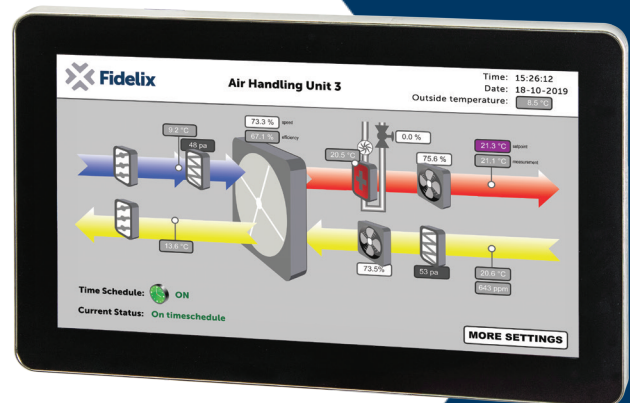 Fidelix
Air Handling Unit 3
Time: 15:26:12
Date: 18-10-2019
Outside temperature: 8.5 °C
9.2 °C
48 pa
73.3 % speed
67.1 % efficiency
20.5 °C
0.0 %
75.6 %
21.3 °C setpoint
21.1 °C measurement
13.6 °C
73.5%
53 pa
20.6 °C
643 ppm
Time Schedule: ON
Current Status: On timeschedule
MORE SETTINGS